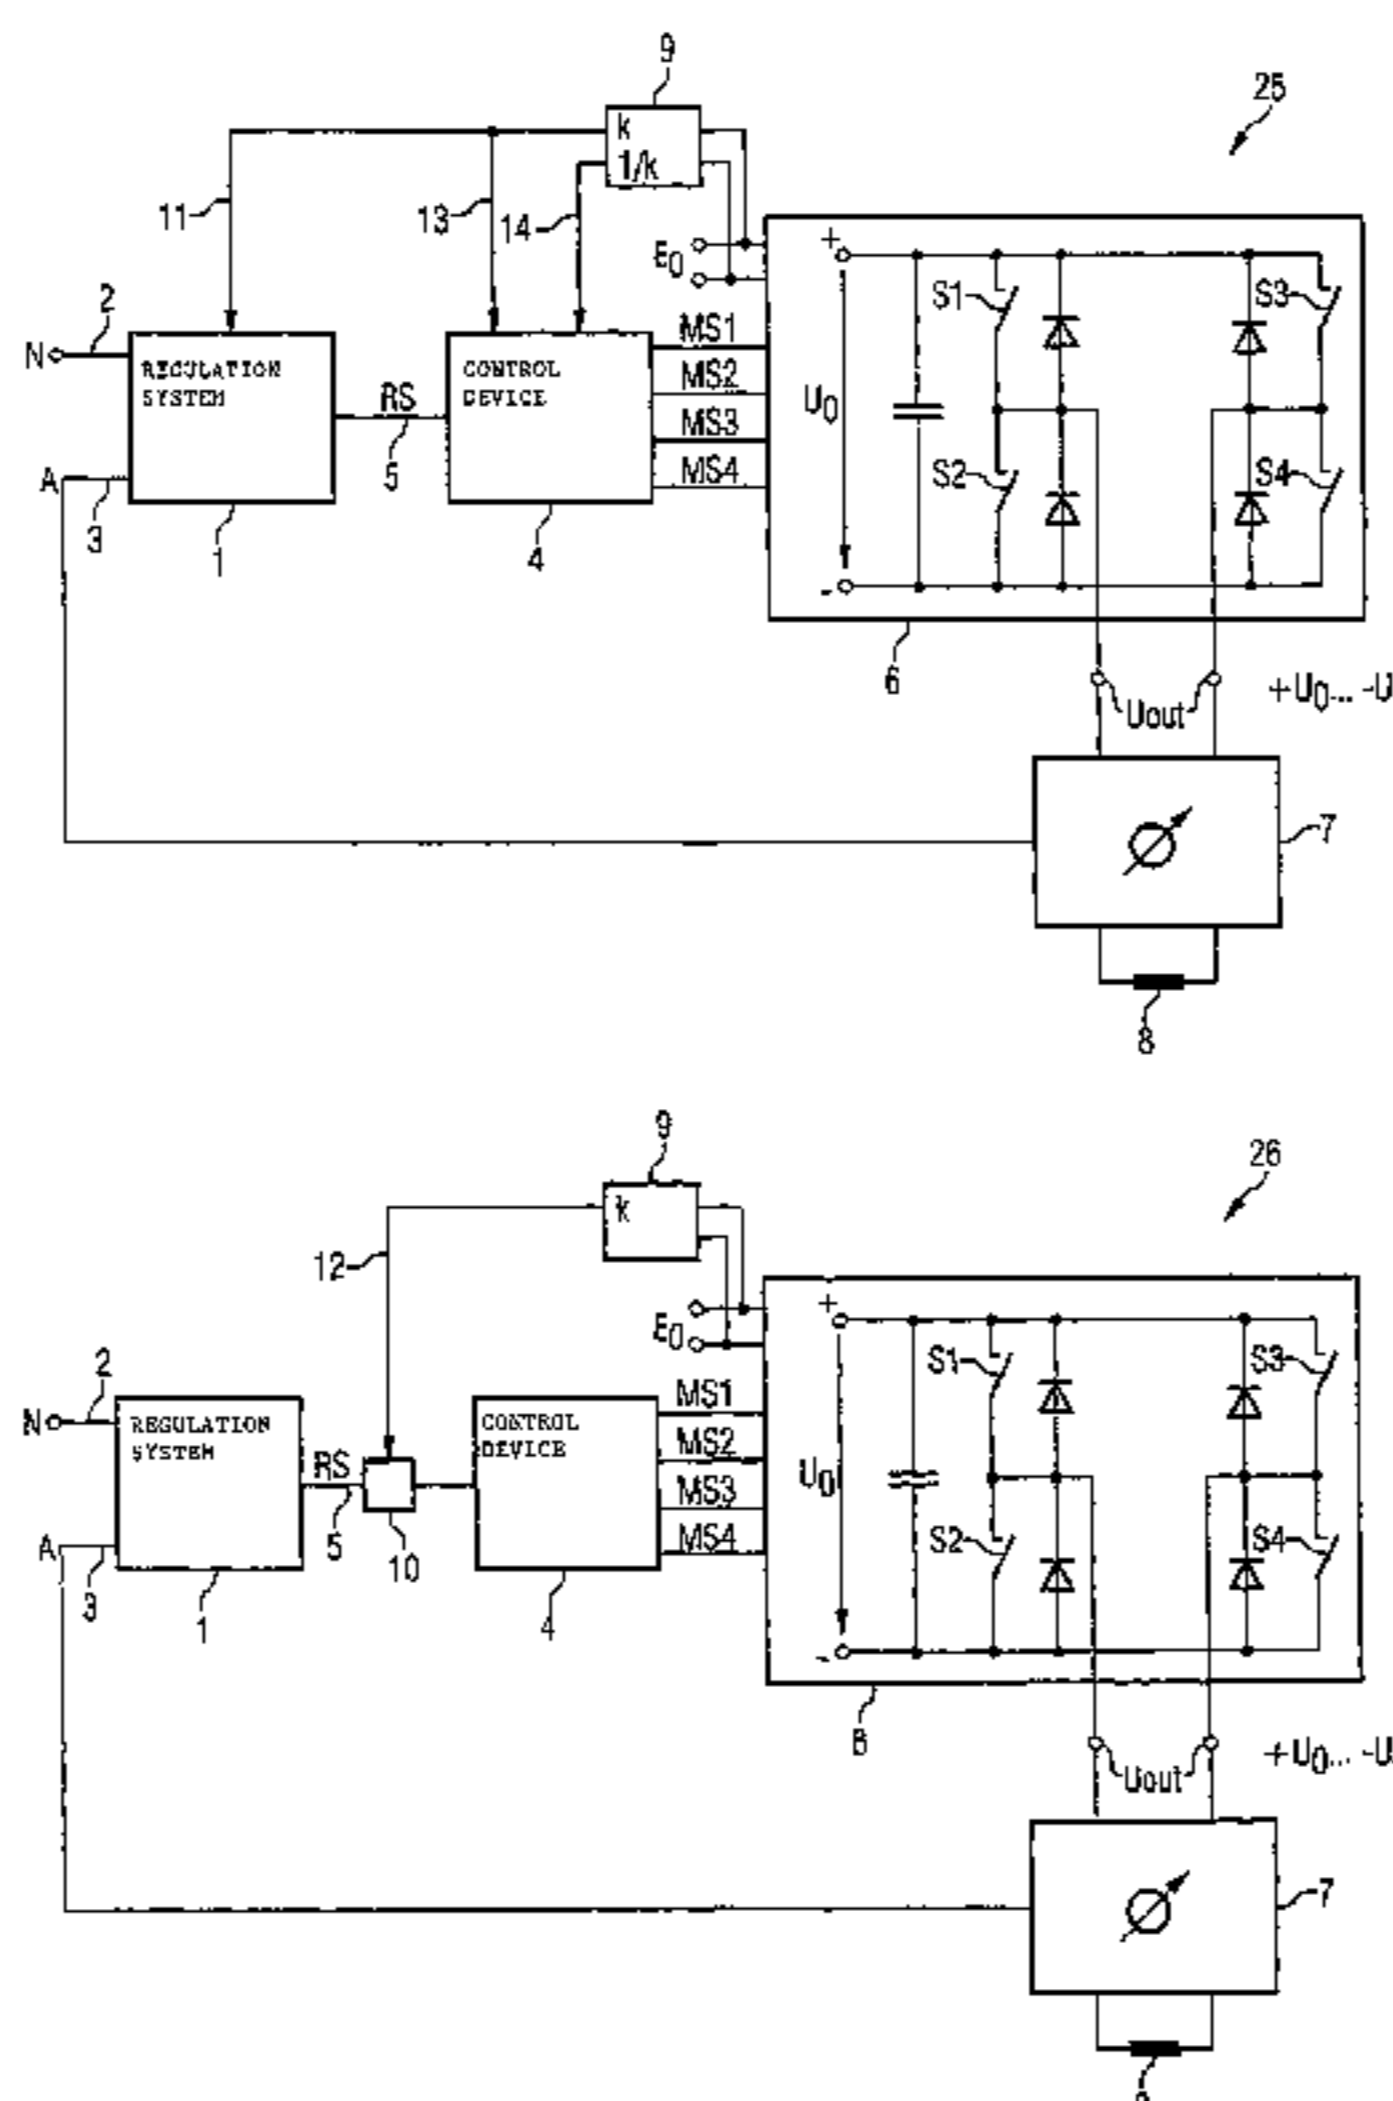 9
25
k
1/k
11
13
14
E0
+
S1
S3
2
N
REGULATION
SYSTEM
RS
CONTROL
DEVICE
MS1
MS2
MS3
MS4
U0
5
S2
S4
A
3
1
4
-
6
+U0... -U
Uout
7
8
9
26
k
12
E0
+
S1
S3
2
N
REGULATION
SYSTEM
RS
CONTROL
DEVICE
MS1
MS2
MS3
MS4
U0
5
10
S2
S4
A
3
1
4
-
6
+U0... -U
Uout
7